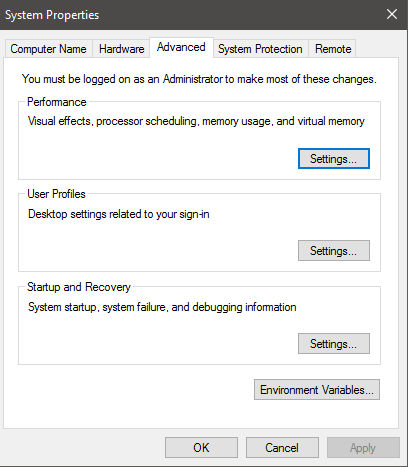 System Properties
Computer Name Hardware Advanced System Protection Remote
You must be logged on as an Administrator to make most of these changes.
Performance
Visual effects, processor scheduling, memory usage, and virtual memory
Settings...
User Profiles
Desktop settings related to your sign-in
Settings...
Startup and Recovery
System startup, system failure, and debugging information
Settings...
Environment Variables...
OK Cancel Apply